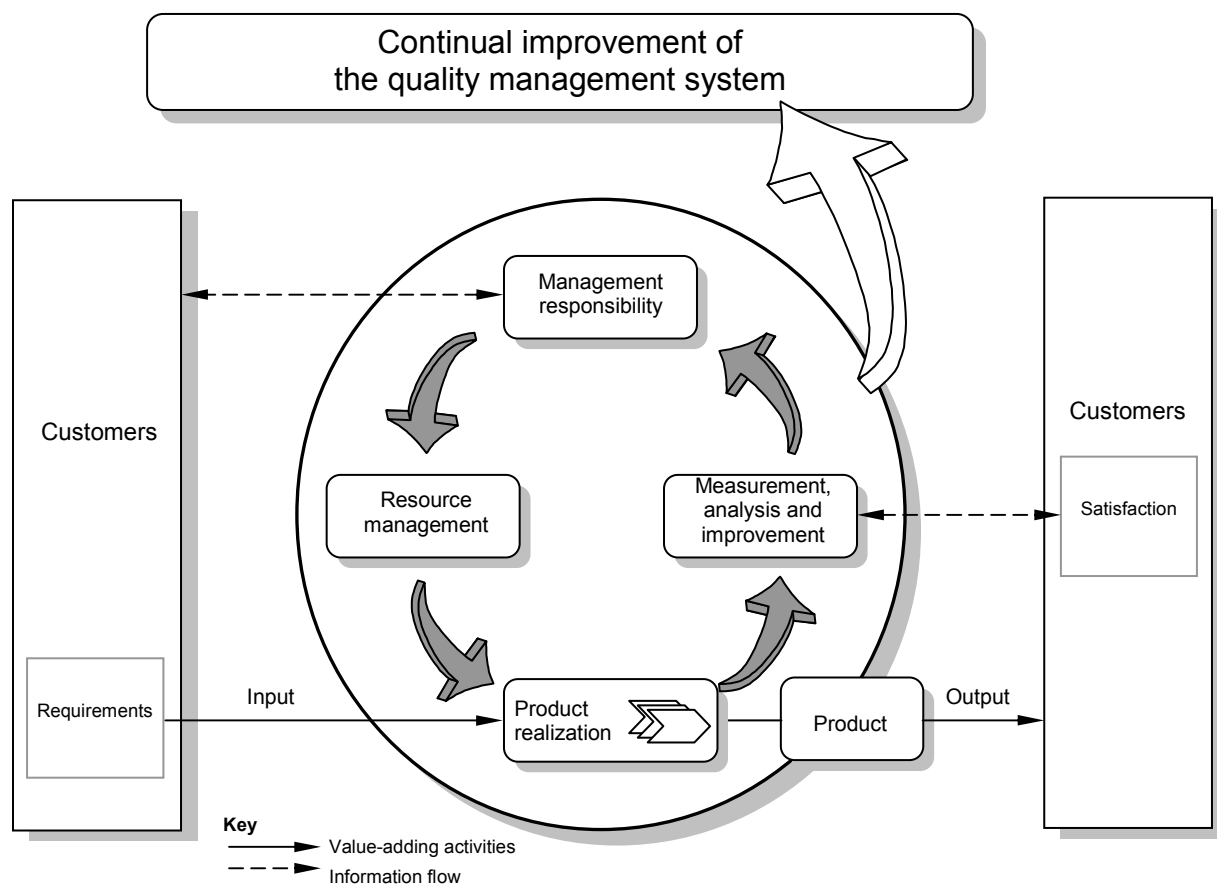 Continual improvement of
the quality management system
Management
responsibility
Customers
Customers
Resource
management
Measurement,
analysis and
improvement
Satisfaction
Requirements
Input
Product
realization
Product
Output
Key
Value-adding activities
Information flow